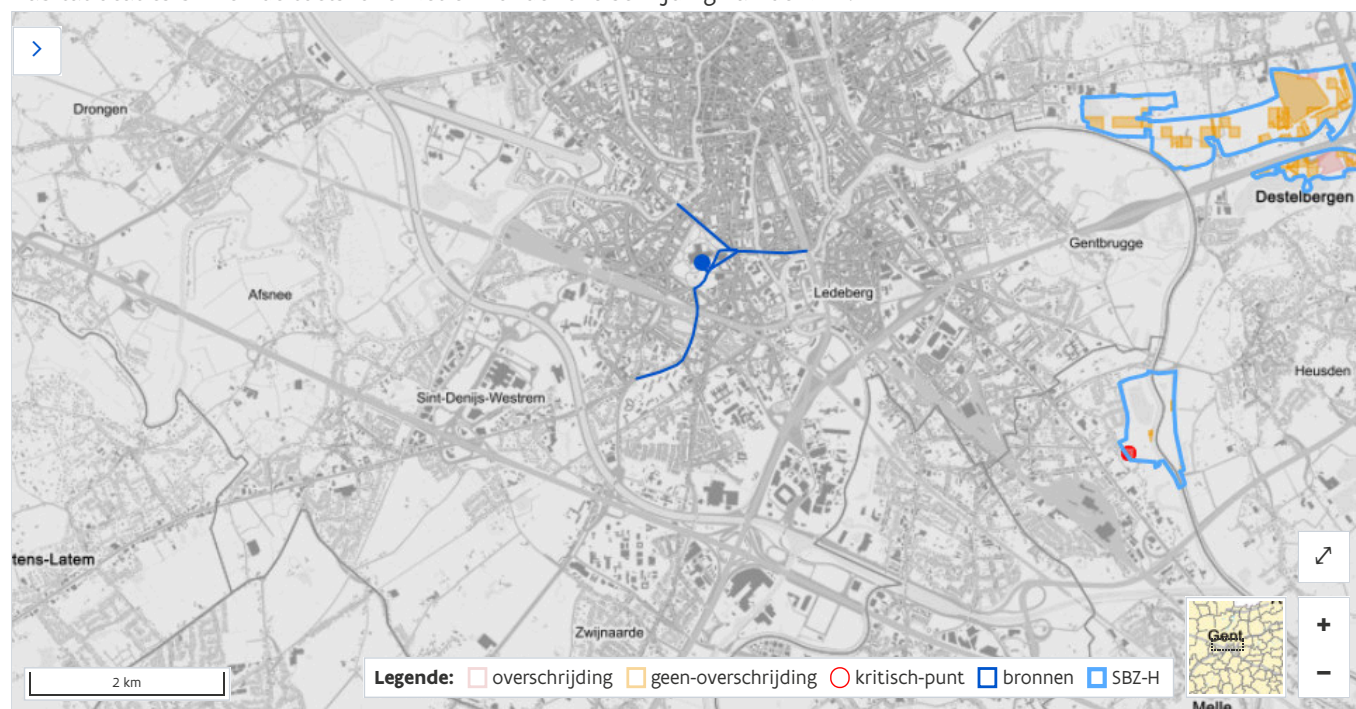 Drongen
Destelbergen
Gentbrugge
Afsnee
Ledeberg
Heusden
Sint-Denijs-Westrem
tens-Latem
Zwijnaarde
Gent
+
2 km
Legende: overschrijding geen-overschrijding kritisch-punt bronnen SBZ-H
−
Melle